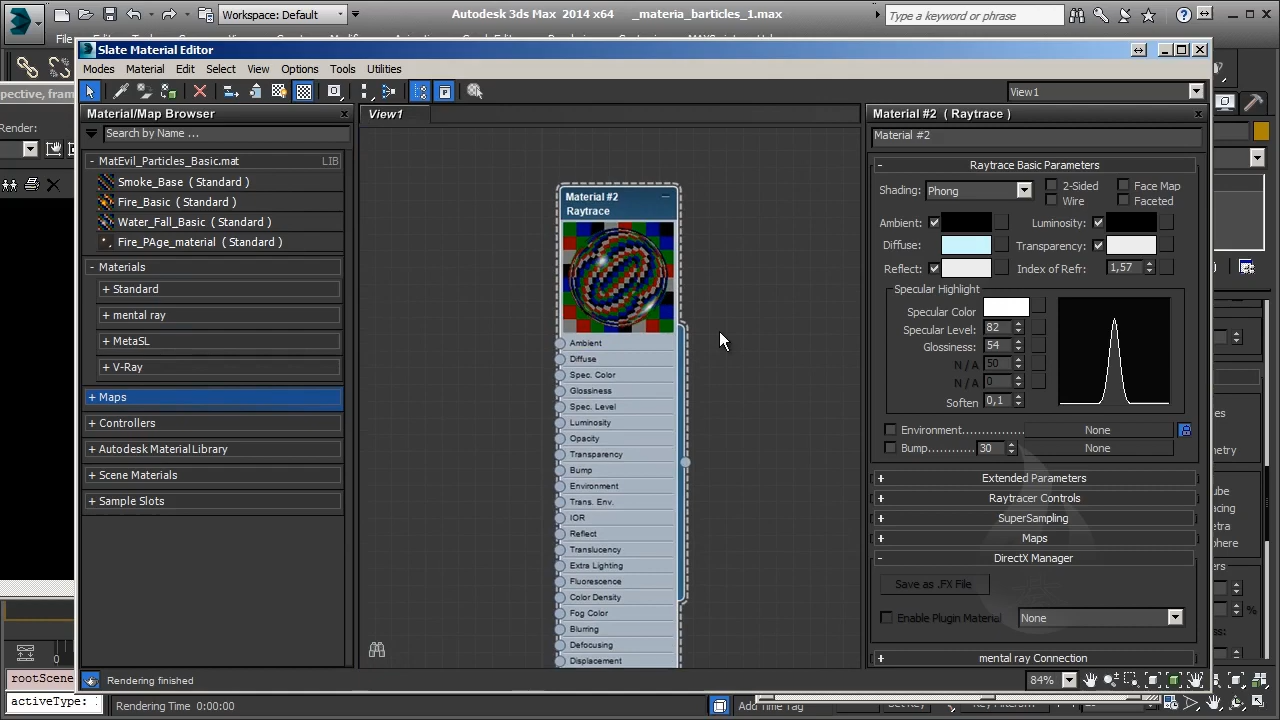 Workspace: Default
Autodesk 3ds Max 2014 x64 _materia_barticles_1.max
Type a keyword or phrase
File
Slate Material Editor
Modes Material Edit Select View Options Tools Utilities
View1
pective, fram
Render:
Material/Map Browser
View1
Material #2 ( Raytrace )
Search by Name ...
Material #2
- MatEvil_Particles_Basic.mat LIB
Smoke_Base ( Standard )
Fire_Basic ( Standard )
Water_Fall_Basic ( Standard )
Fire_PAge_material ( Standard )
- Materials
+ Standard
+ mental ray
+ MetaSL
+ V-Ray
+ Maps
+ Controllers
+ Autodesk Material Library
+ Scene Materials
+ Sample Slots
Material #2
Raytrace
Ambient
Diffuse
Spec. Color
Glossiness
Spec. Level
Luminosity
Opacity
Transparency
Bump
Environment
Trans. Env.
IOR
Reflect
Translucency
Extra Lighting
Fluorescence
Color Density
Fog Color
Blurring
Defocusing
Displacement
- Raytrace Basic Parameters
Shading: Phong 2-Sided Face Map
Wire Faceted
Ambient: Luminosity:
Diffuse: Transparency:
Reflect: Index of Refr: 1,57
Specular Highlight
Specular Color
Specular Level: 82
Glossiness: 54
N / A 50
N / A 0
Soften 0,1
Environment............... None
Bump........... 30 None
+ Extended Parameters
+ Raytracer Controls
+ SuperSampling
+ Maps
- DirectX Manager
Save as .FX File
Enable Plugin Material None
+ mental ray Connection
Rendering finished
84%
rootScene
activeType:
Rendering Time 0:00:00
Add Time Tag